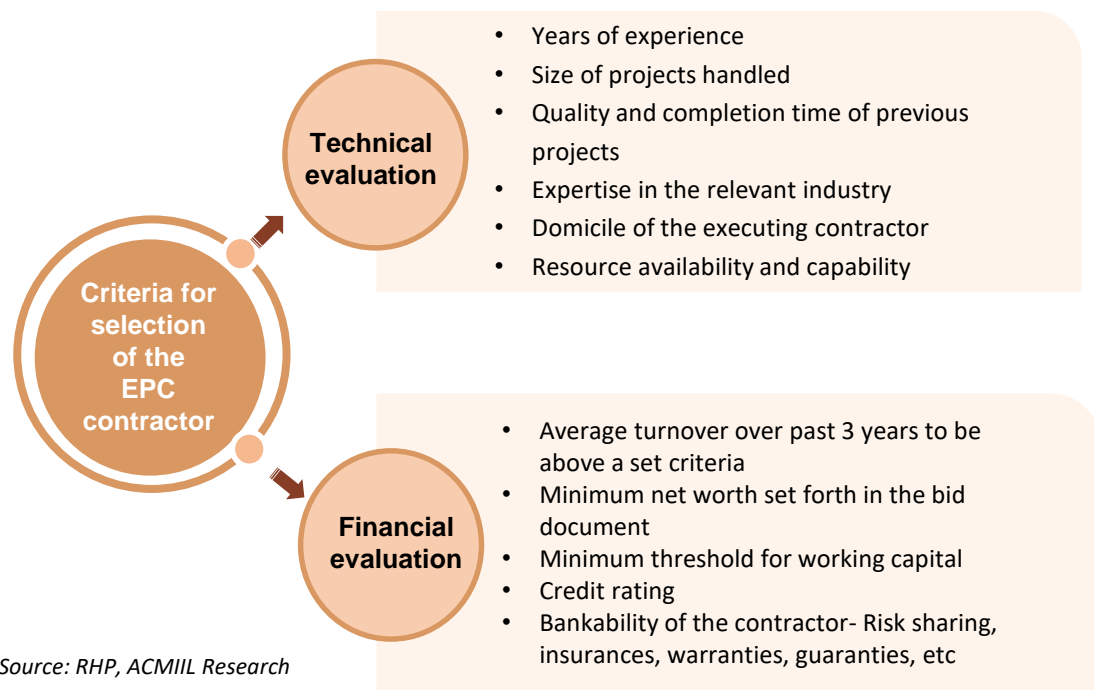 Criteria for
selection
of the
EPC
contractor
Technical
evaluation
• Years of experience
• Size of projects handled
• Quality and completion time of previous
projects
• Expertise in the relevant industry
• Domicile of the executing contractor
• Resource availability and capability
Financial
evaluation
• Average turnover over past 3 years to be
above a set criteria
• Minimum net worth set forth in the bid
document
• Minimum threshold for working capital
• Credit rating
• Bankability of the contractor- Risk sharing,
insurances, warranties, guaranties, etc
Source: RHP, ACMIIL Research